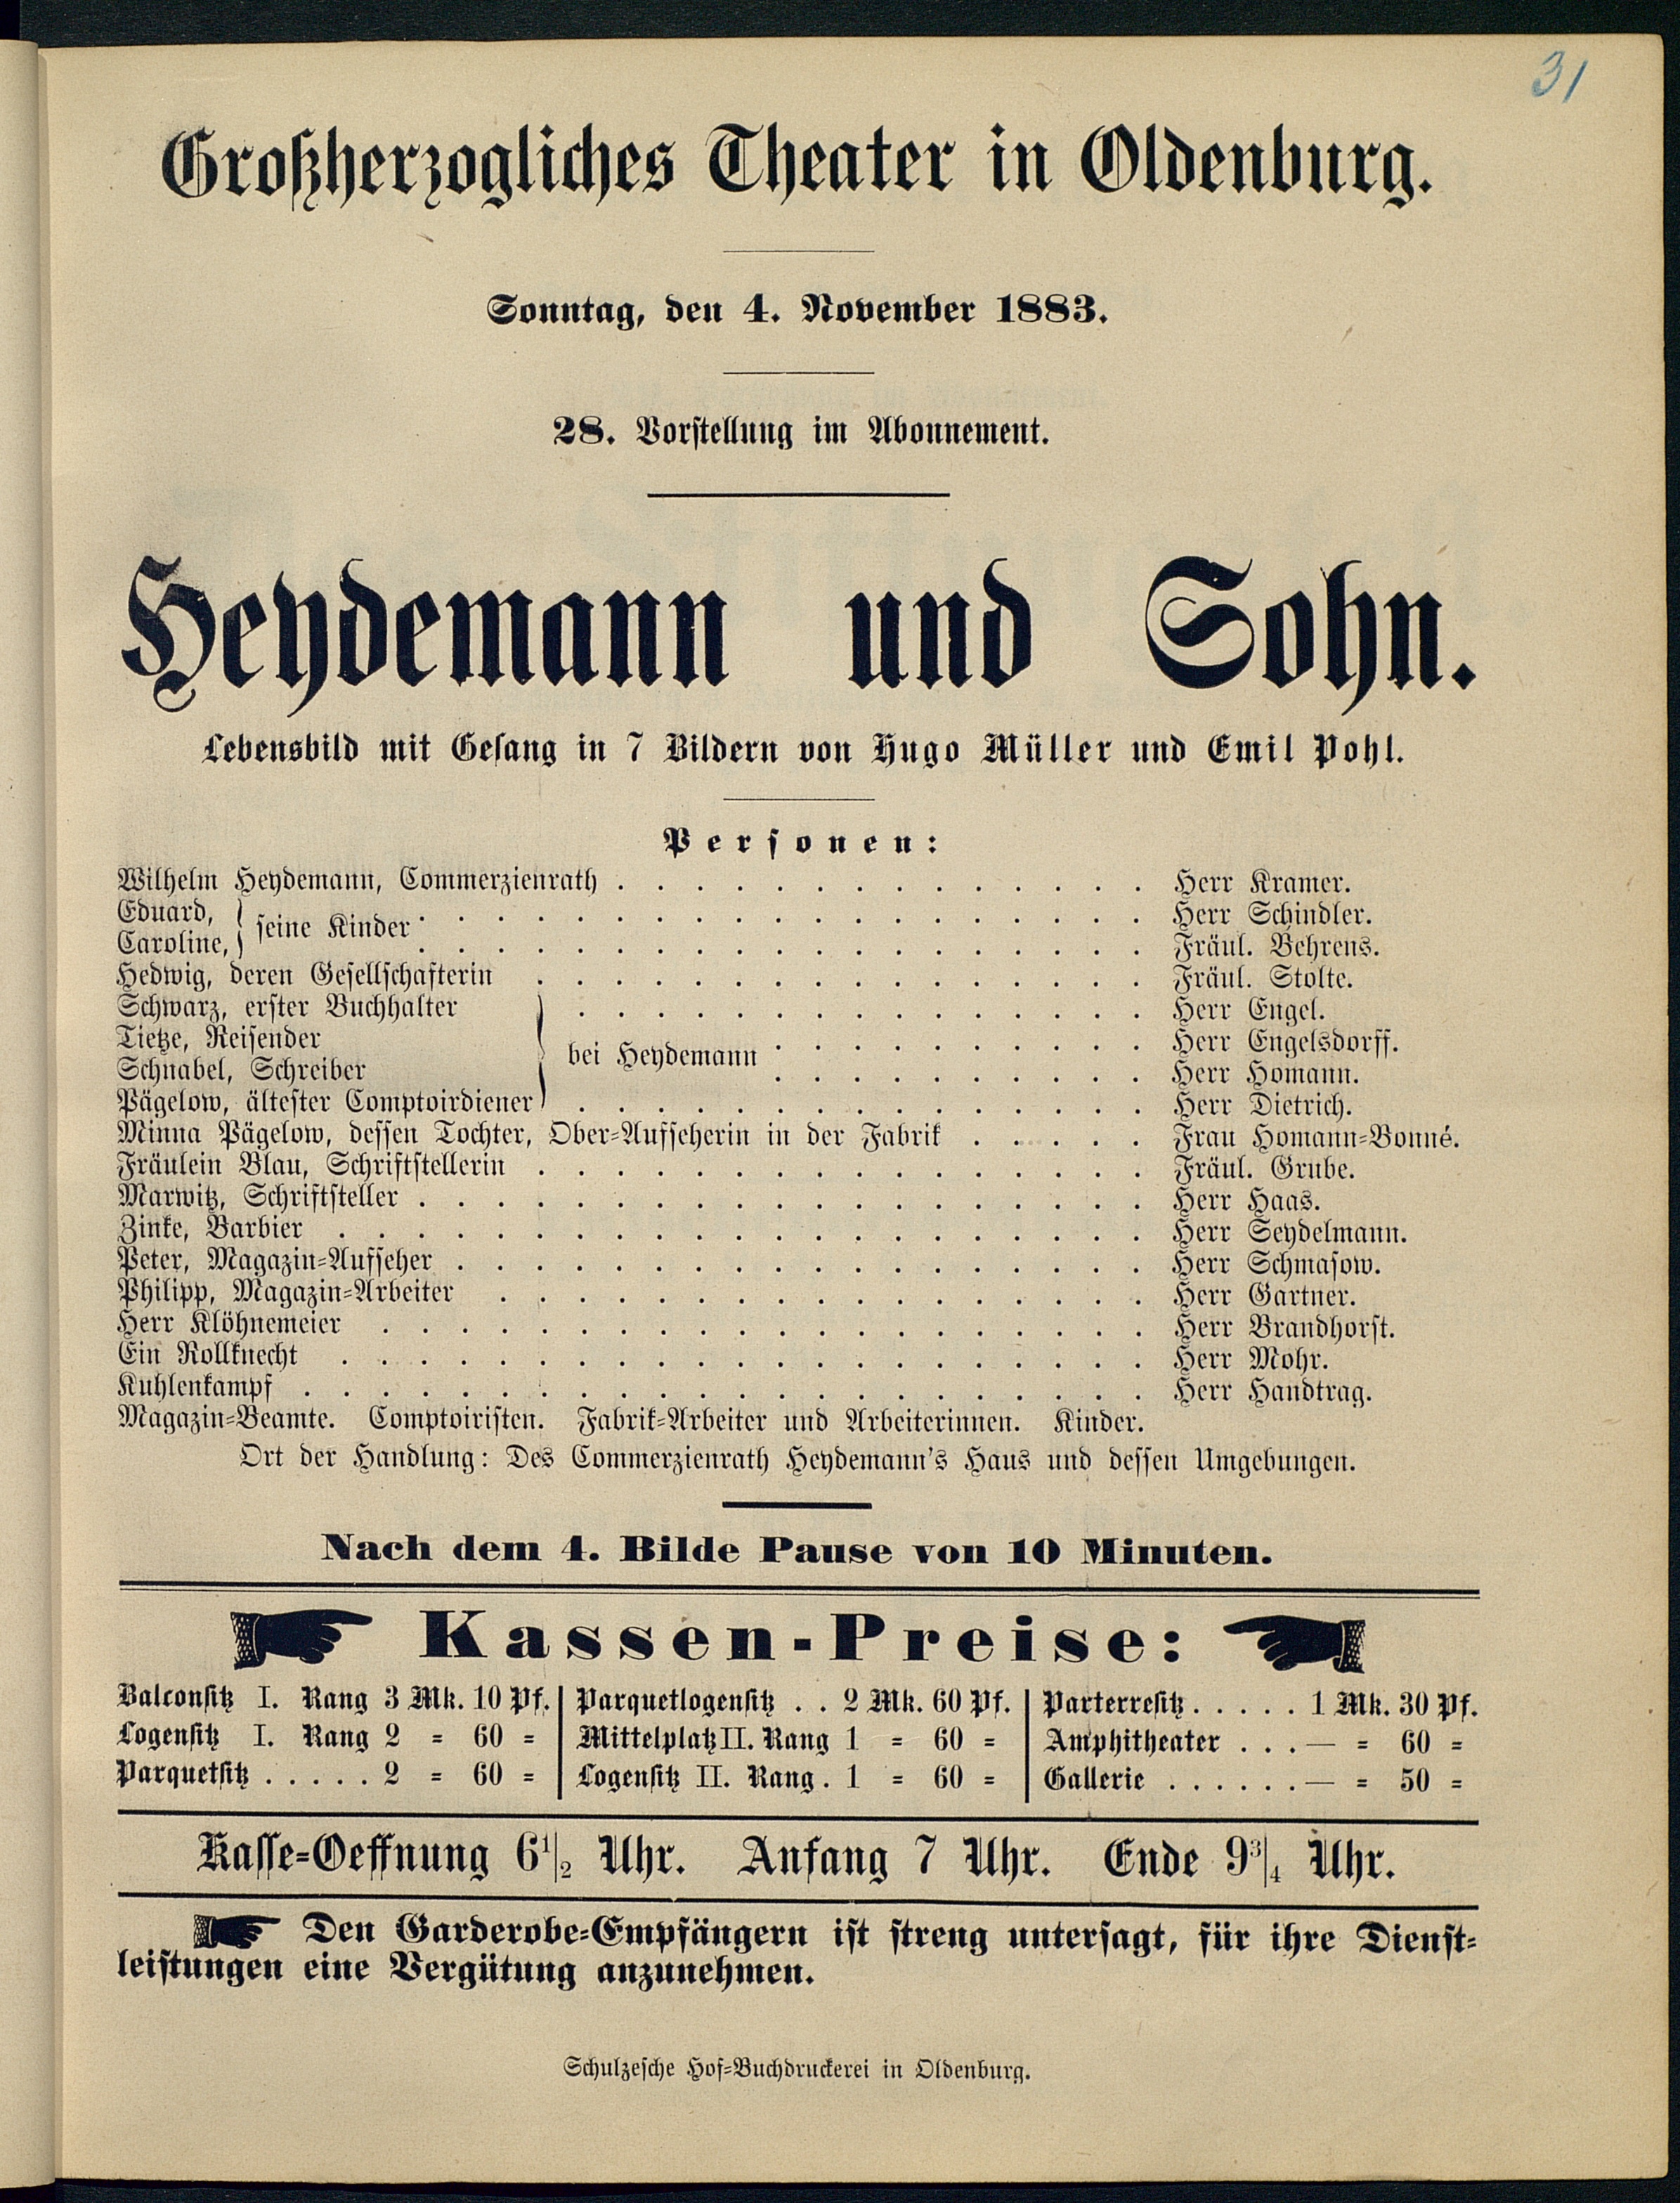 31
Großherzogliches Theater in Oldenburg.
Sonntag, den 4. November 1883.
28. Vorstellung im Abonnement.
Heydemann und Sohn.
Lebensbild mit Gesang in 7 Bildern von Hugo Müller und Emil Pohl.
Personen:
Wilhelm Heydemann, Commerzienrath . . . . . . . . . . . . . . Herr Kramer.
Eduard, } seine Kinder . . . . . . . . . . . . . . . . . . . Herr Schindler.
Caroline, } . . . . . . . . . . . . . . . . . . . Fräul. Behrens.
Hedwig, deren Gesellschafterin . . . . . . . . . . . . . . . . Fräul. Stolte.
Schwarz, erster Buchhalter } . . . . . . . . . . . . . . . Herr Engel.
Tietze, Reisender } bei Heydemann . . . . . . . . . . Herr Engelsdorff.
Schnabel, Schreiber } . . . . . . . . . . Herr Homann.
Pägelow, ältester Comptoirdiener } . . . . . . . . . . . . . . . Herr Dietrich.
Minna Pägelow, dessen Tochter, Ober-Aufseherin in der Fabrik . . . . . Frau Homann-Bonné.
Fräulein Blau, Schriftstellerin . . . . . . . . . . . . . . . . Fräul. Grube.
Marwitz, Schriftsteller . . . . . . . . . . . . . . . . . . . Herr Haas.
Zinke, Barbier . . . . . . . . . . . . . . . . . . . . . Herr Seydelmann.
Peter, Magazin-Aufseher . . . . . . . . . . . . . . . . . . Herr Schmasow.
Philipp, Magazin-Arbeiter . . . . . . . . . . . . . . . . . Herr Gartner.
Herr Klöhnemeier . . . . . . . . . . . . . . . . . . . . Herr Brandhorst.
Ein Rollknecht . . . . . . . . . . . . . . . . . . . . . Herr Mohr.
Kuhlenkampf . . . . . . . . . . . . . . . . . . . . . . Herr Handtrag.
Magazin-Beamte. Comptoiristen. Fabrik-Arbeiter und Arbeiterinnen. Kinder.
Ort der Handlung: Des Commerzienrath Heydemann's Haus und dessen Umgebungen.
Nach dem 4. Bilde Pause von 10 Minuten.
Kassen-Preise:
Balconsitz I. Rang 3 Mk. 10 Pf. | Parquetlogensitz . . 2 Mk. 60 Pf. | Parterresitz . . . . . 1 Mk. 30 Pf.
Logensitz I. Rang 2 = 60 = | Mittelplatz II. Rang 1 = 60 = | Amphitheater . . . — = 60 =
Parquetsitz . . . . . 2 = 60 = | Logensitz II. Rang . 1 = 60 = | Gallerie . . . . . . — = 50 =
Kasse-Oeffnung 6 1/2 Uhr. Anfang 7 Uhr. Ende 9 3/4 Uhr.
Den Garderobe-Empfängern ist streng untersagt, für ihre Dienst-
leistungen eine Vergütung anzunehmen.
Schulzesche Hof-Buchdruckerei in Oldenburg.